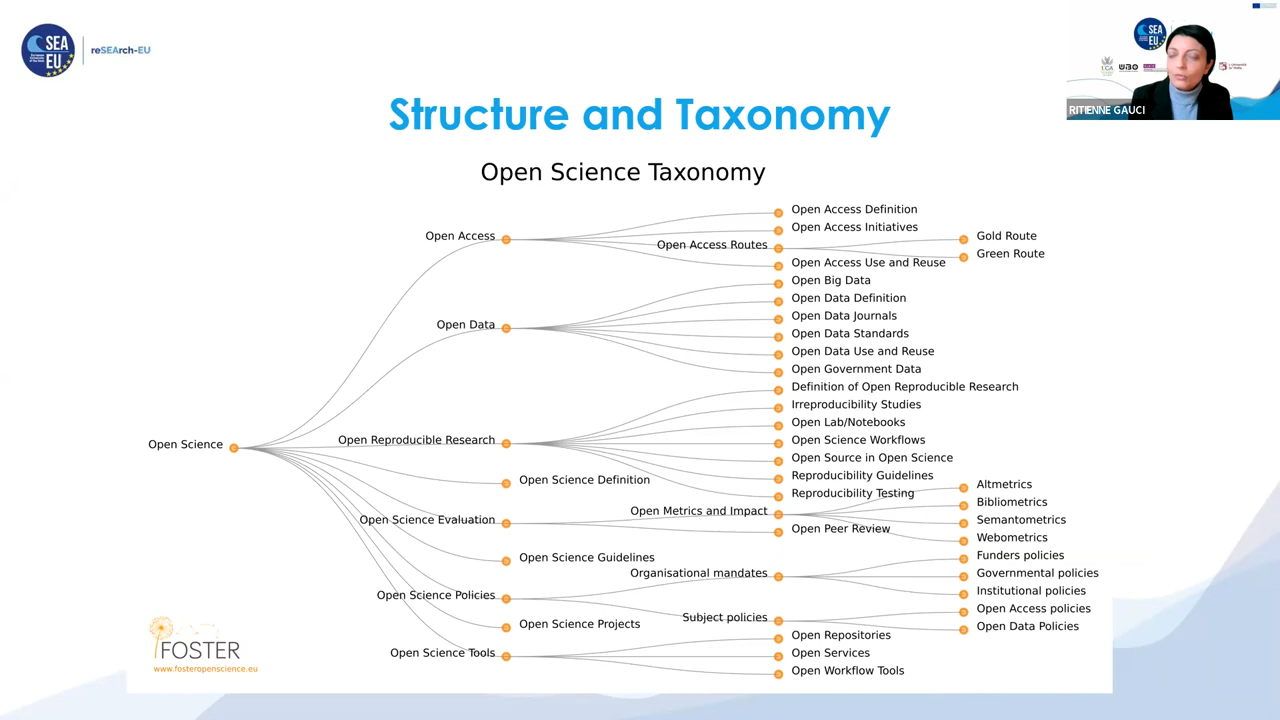 SEA
EU
reSEArch-EU
SEA
EU
UBO
RITIENNE GAUCI
Structure and Taxonomy
Open Science Taxonomy
Open Science
Open Access
Open Access Definition
Open Access Initiatives
Open Access Routes
Gold Route
Green Route
Open Access Use and Reuse
Open Data
Open Big Data
Open Data Definition
Open Data Journals
Open Data Standards
Open Data Use and Reuse
Open Government Data
Open Reproducible Research
Definition of Open Reproducible Research
Irreproducibility Studies
Open Lab/Notebooks
Open Science Workflows
Open Source in Open Science
Reproducibility Guidelines
Reproducibility Testing
Open Science Definition
Open Science Evaluation
Open Metrics and Impact
Altmetrics
Bibliometrics
Semantometrics
Webometrics
Open Peer Review
Open Science Guidelines
Open Science Policies
Organisational mandates
Funders policies
Governmental policies
Institutional policies
Subject policies
Open Access policies
Open Data Policies
Open Science Projects
Open Science Tools
Open Repositories
Open Services
Open Workflow Tools
FOSTER
www.fosteropenscience.eu